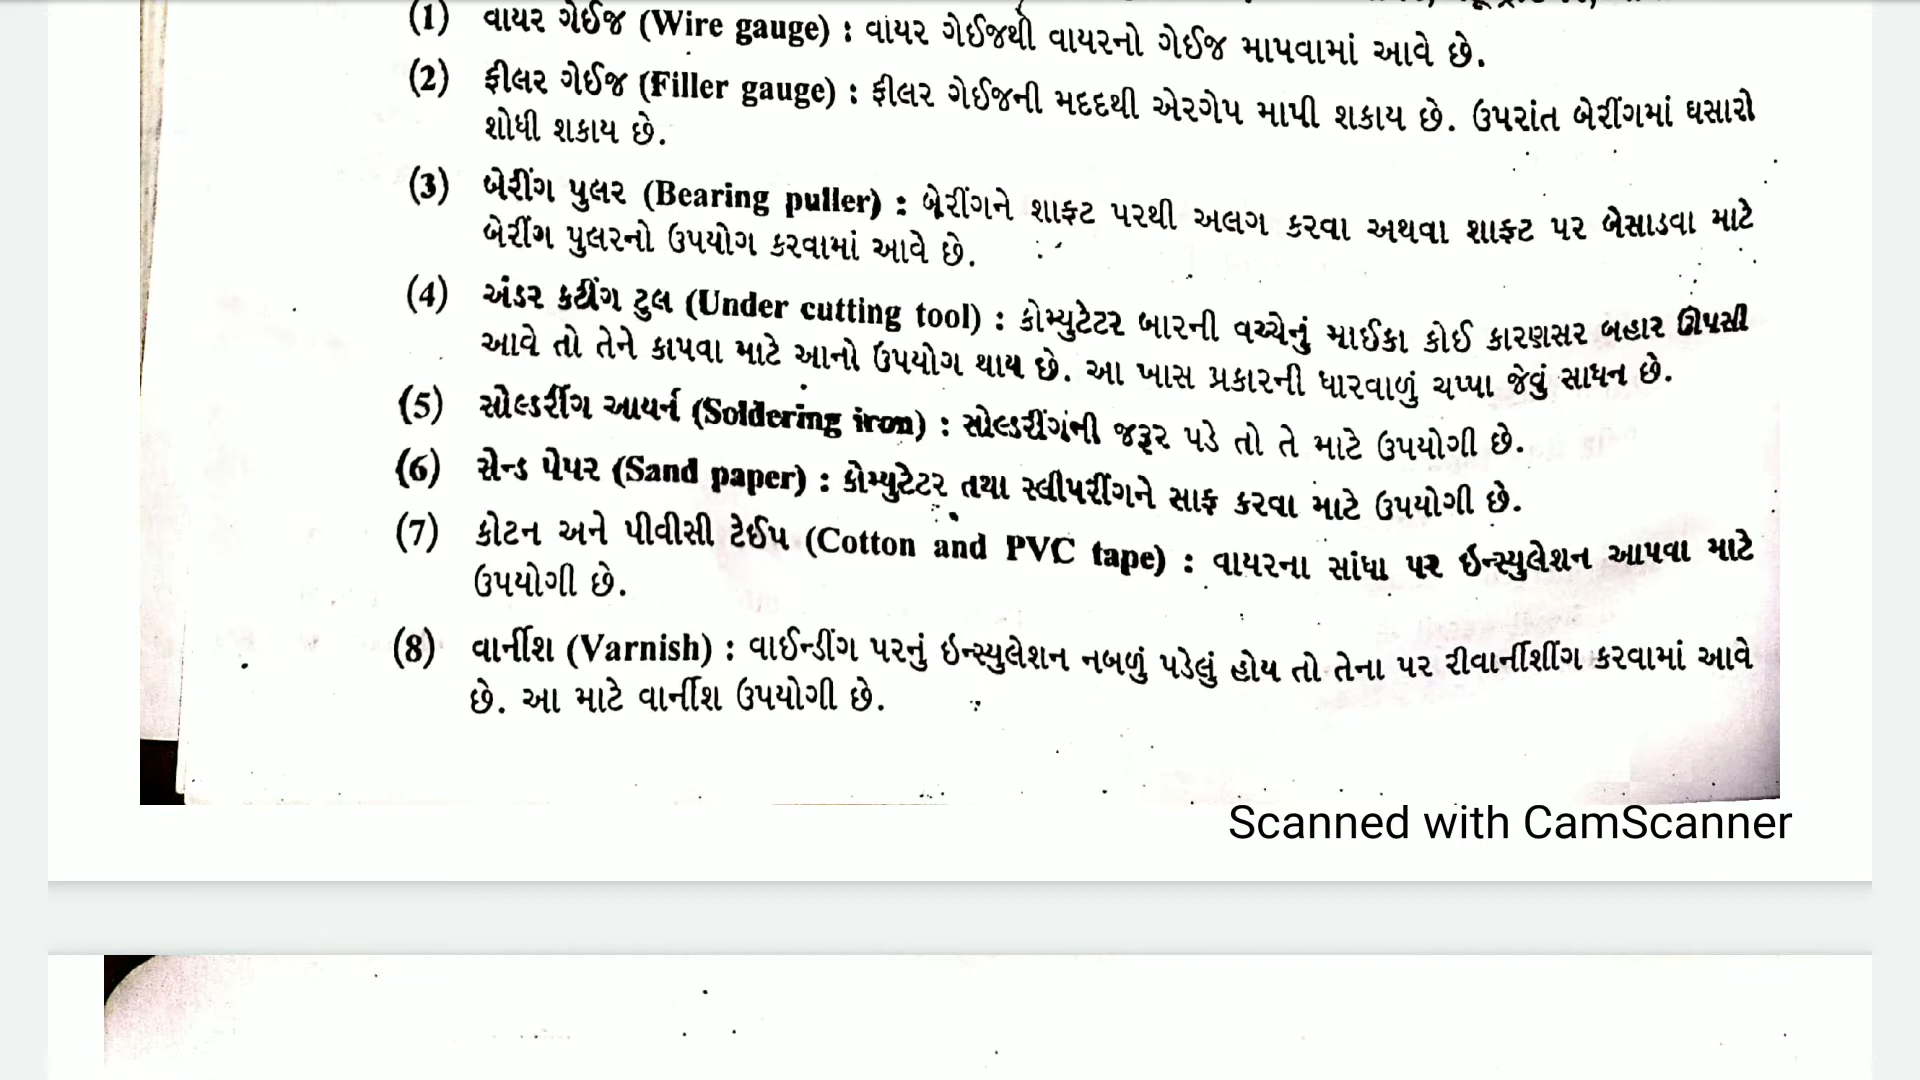 (1) વાયર ગેઈજ (Wire gauge) : વાયર ગેઈજથી વાયરનો ગેઈજ માપવામાં આવે છે.
(2) ફીલર ગેઈજ (Filler gauge) : ફીલર ગેઈજની મદદથી એરગેપ માપી શકાય છે. ઉપરાંત બેરીંગમાં ઘસારો
શોધી શકાય છે.
(3) બેરીંગ પુલર (Bearing puller) : બેરીંગને શાફ્ટ પરથી અલગ કરવા અથવા શાફ્ટ પર બેસાડવા માટે
બેરીંગ પુલરનો ઉપયોગ કરવામાં આવે છે.
(4) અંડર કટીંગ ટુલ (Under cutting tool) : કોમ્યુટેટર બારની વચ્ચેનું માઈકા કોઈ કારણસર બહાર ઊપસી
આવે તો તેને કાપવા માટે આનો ઉપયોગ થાય છે. આ ખાસ પ્રકારની ધારવાળું ચપ્પા જેવું સાધન છે.
(5) સોલ્ડરીંગ આયર્ન (Soldering iron) : સોલ્ડરીંગંની જરૂર પડે તો તે માટે ઉપયોગી છે.
(6) સેન્ડ પેપર (Sand paper) : કોમ્યુટેટર તથા સ્લીપરીંગને સાફ કરવા માટે ઉપયોગી છે.
(7) કોટન અને પીવીસી ટેઈપ (Cotton and PVC tape) : વાયરના સાંધા પર ઇન્સ્યુલેશન આપવા માટે
ઉપયોગી છે.
(8) વાર્નીશ (Varnish) : વાઈન્ડીંગ પરનું ઇન્સ્યુલેશન નબળું પડેલું હોય તો તેના પર રીવાર્નીશીંગ કરવામાં આવે
છે. આ માટે વાર્નીશ ઉપયોગી છે.
Scanned with CamScanner